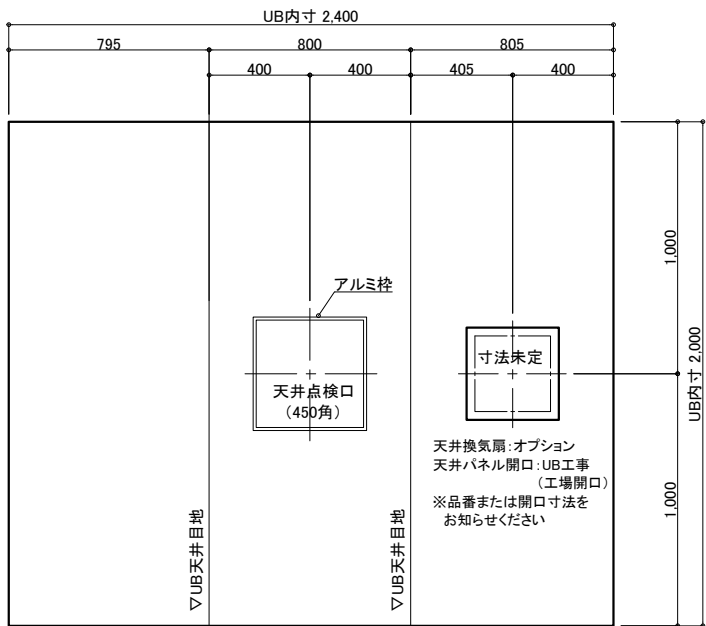 UB内寸 2,400
795
800
805
400
400
405
400
アルミ枠
天井点検口
（450角）
寸法未定
天井換気扇：オプション
天井パネル開口：UB工事
（工場開口）
※品番または開口寸法を
お知らせください
▽UB天井目地
▽UB天井目地
1,000
1,000
UB内寸 2,000